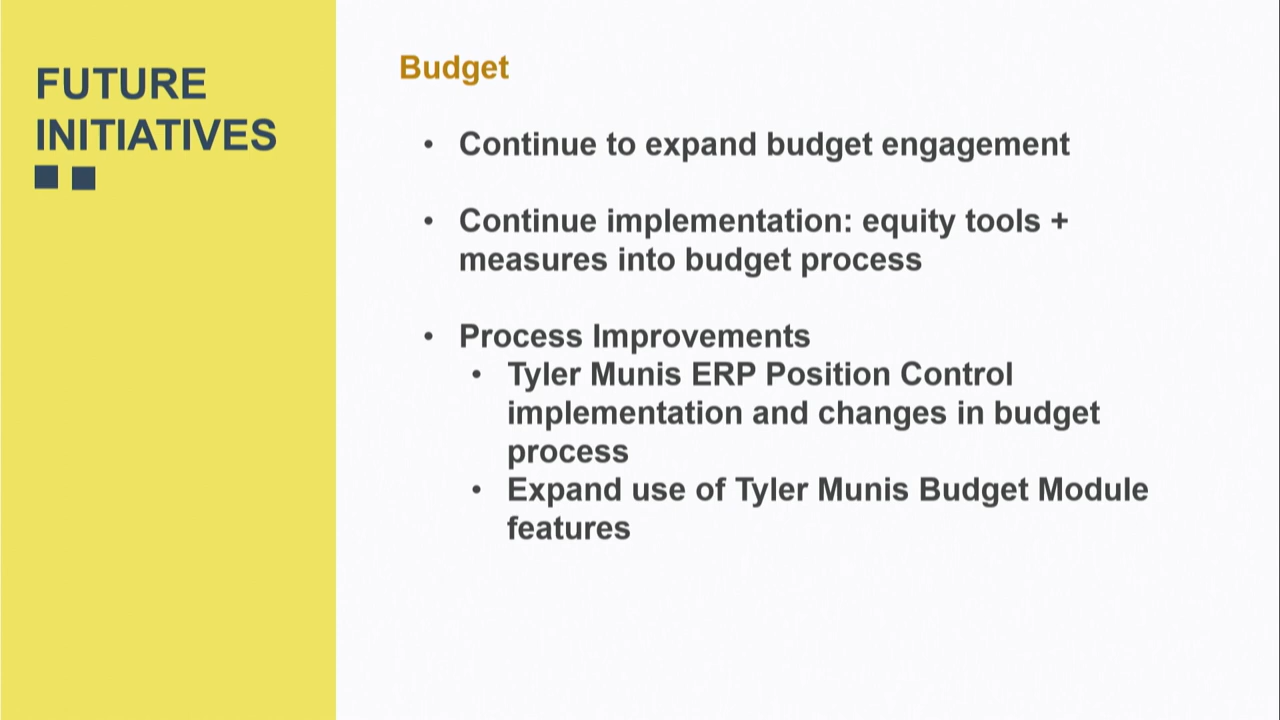 FUTURE
INITIATIVES
Budget
• Continue to expand budget engagement
• Continue implementation: equity tools +
measures into budget process
• Process Improvements
• Tyler Munis ERP Position Control
implementation and changes in budget
process
• Expand use of Tyler Munis Budget Module
features